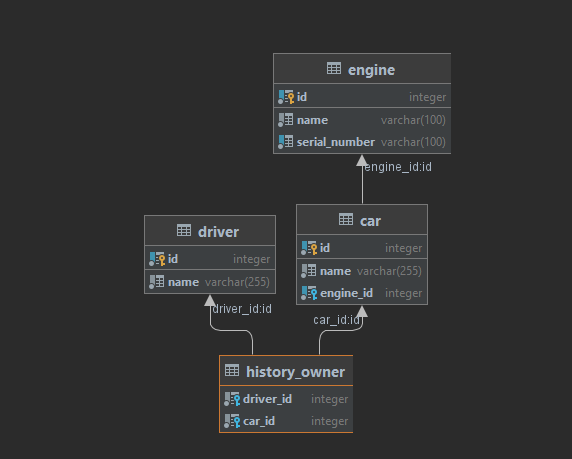 engine
id integer
name varchar(100)
serial_number varchar(100)
engine_id:id
car
id integer
name varchar(255)
engine_id integer
driver
id integer
name varchar(255)
driver_id:id
car_id:id
history_owner
driver_id integer
car_id integer